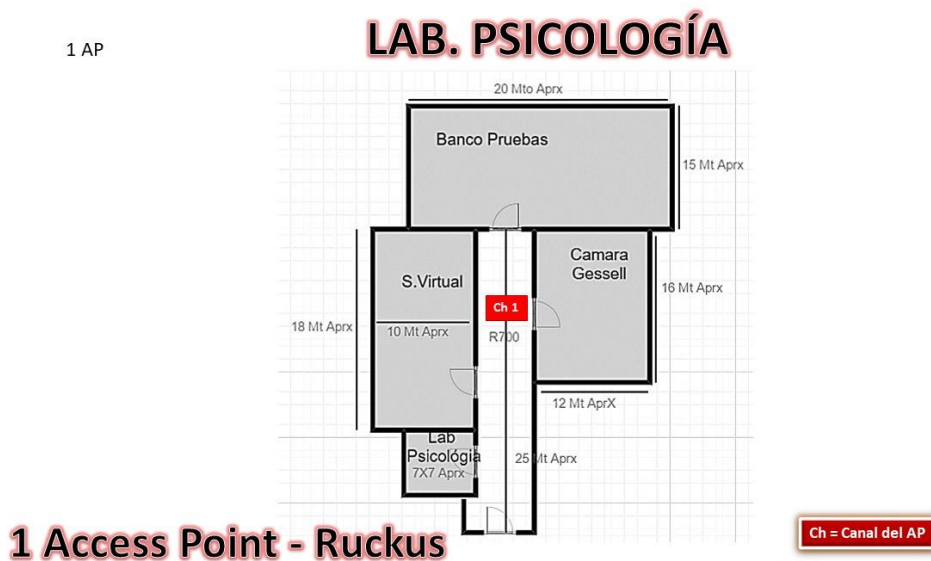 1 AP
LAB. PSICOLOGÍA
20 Mto Aprx
Banco Pruebas
15 Mt Aprx
S.Virtual
Camara
Gessell
16 Mt Aprx
Ch 1
18 Mt Aprx
10 Mt Aprx
R700
12 Mt AprX
Lab
Psicológia
7X7 Aprx
25 Mt Aprx
1 Access Point - Ruckus
Ch = Canal del AP